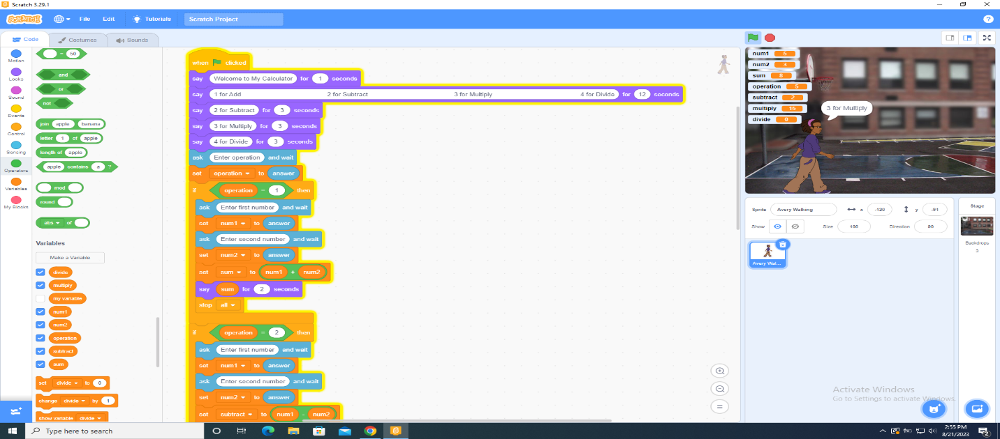 Scratch 3.29.1
SCRATCH File Edit Tutorials Scratch Project ?
Code Costumes Sounds
Motion
Looks
Sound
Events
Control
Sensing
Operators
Variables
My Blocks
= 50
and
or
not
join apple banana
letter 1 of apple
length of apple
apple contains a ?
mod
round
abs of
Variables
Make a Variable
divide
multiply
my variable
num1
num2
operation
subtract
sum
set divide to 0
change divide by 1
show variable divide
when clicked
say Welcome to My Calculator for 1 seconds
say 1 for Add 2 for Subtract 3 for Multiply 4 for Divide for 12 seconds
say 2 for Subtract for 3 seconds
say 3 for Multiply for 3 seconds
say 4 for Divide for 3 seconds
ask Enter operation and wait
set operation to answer
if operation = 1 then
ask Enter first number and wait
set num1 to answer
ask Enter second number and wait
set num2 to answer
set sum to num1 + num2
say sum for 2 seconds
stop all
if operation = 2 then
ask Enter first number and wait
set num1 to answer
ask Enter second number and wait
set num2 to answer
set subtract to num1 - num2
num1 5
num2 3
sum 8
operation 5
subtract 2
multiply 15
divide 0
3 for Multiply
Sprite Avery Walking x -120 y -91
Show Size 100 Direction 90
Avery Wal...
Stage
Backdrops
3
Activate Windows
Go to Settings to activate Windows.
Type here to search
2:55 PM
8/21/2023
2